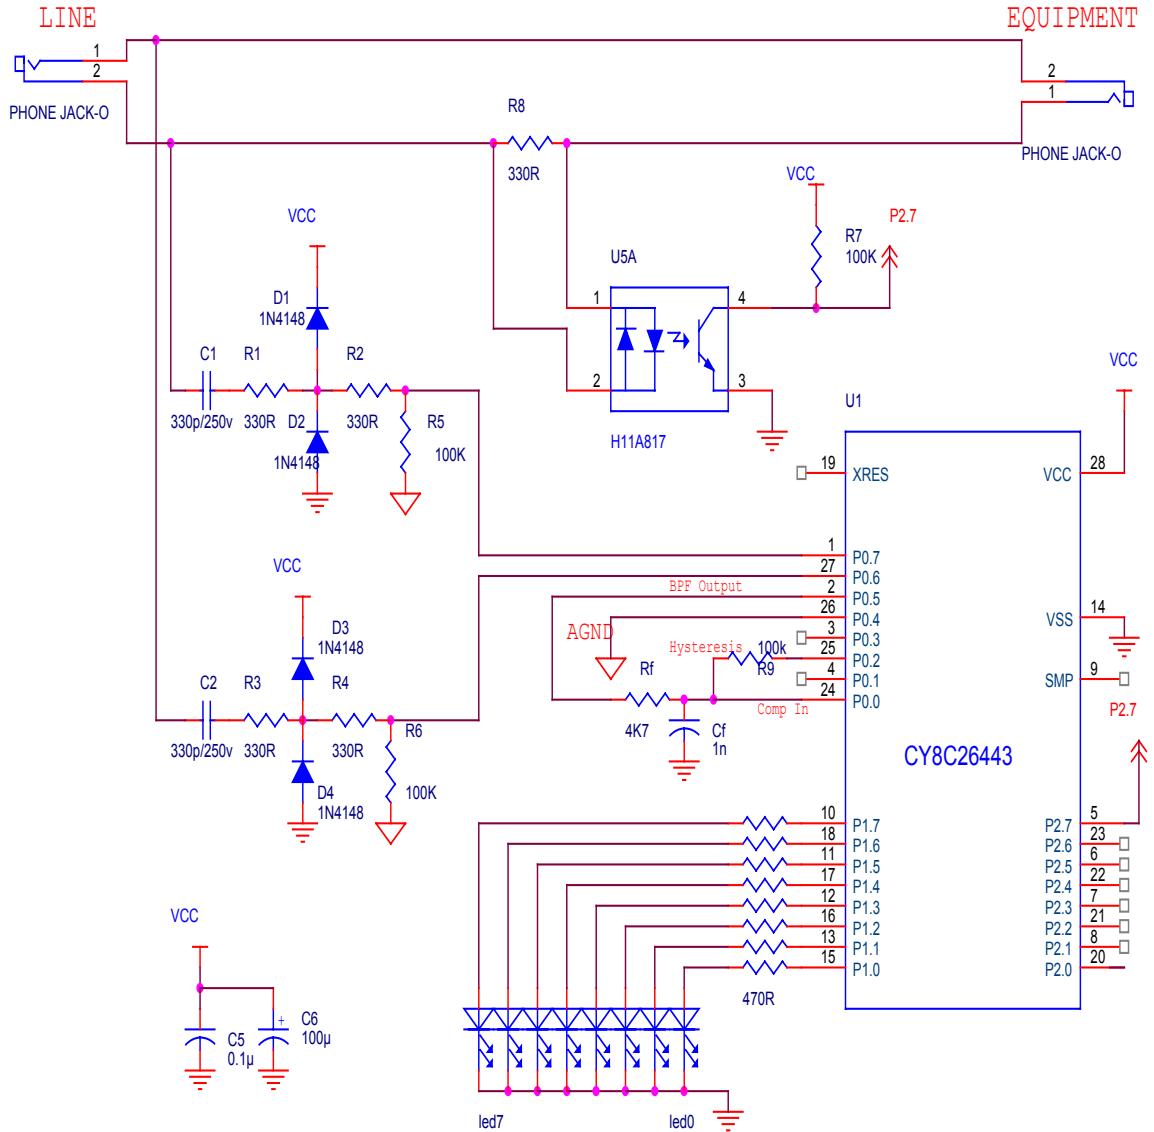 LINE
EQUIPMENT
1
2
PHONE JACK-O
2
1
PHONE JACK-O
R8
330R
VCC
P2.7
R7
100K
U5A
1
2
4
3
H11A817
VCC
D1
1N4148
C1
R1
R2
330p/250v
330R
D2
330R
R5
1N4148
100K
U1
VCC
19
XRES
VCC
28
1
P0.7
27
P0.6
BPF Output
2
P0.5
26
P0.4
VSS
14
AGND
3
P0.3
Hysteresis
100k
25
P0.2
Rf
R9
4
P0.1
SMP
9
24
P0.0
Comp In
P2.7
4K7
Cf
1n
CY8C26443
VCC
D3
1N4148
C2
R3
R4
330p/250v
330R
330R
R6
D4
100K
1N4148
10
P1.7
P2.7
5
18
P1.6
P2.6
23
11
P1.5
P2.5
6
17
P1.4
P2.4
22
12
P1.3
P2.3
7
16
P1.2
P2.2
21
13
P1.1
P2.1
8
15
P1.0
P2.0
20
470R
VCC
+
C5
0.1µ
C6
100µ
led7
led0